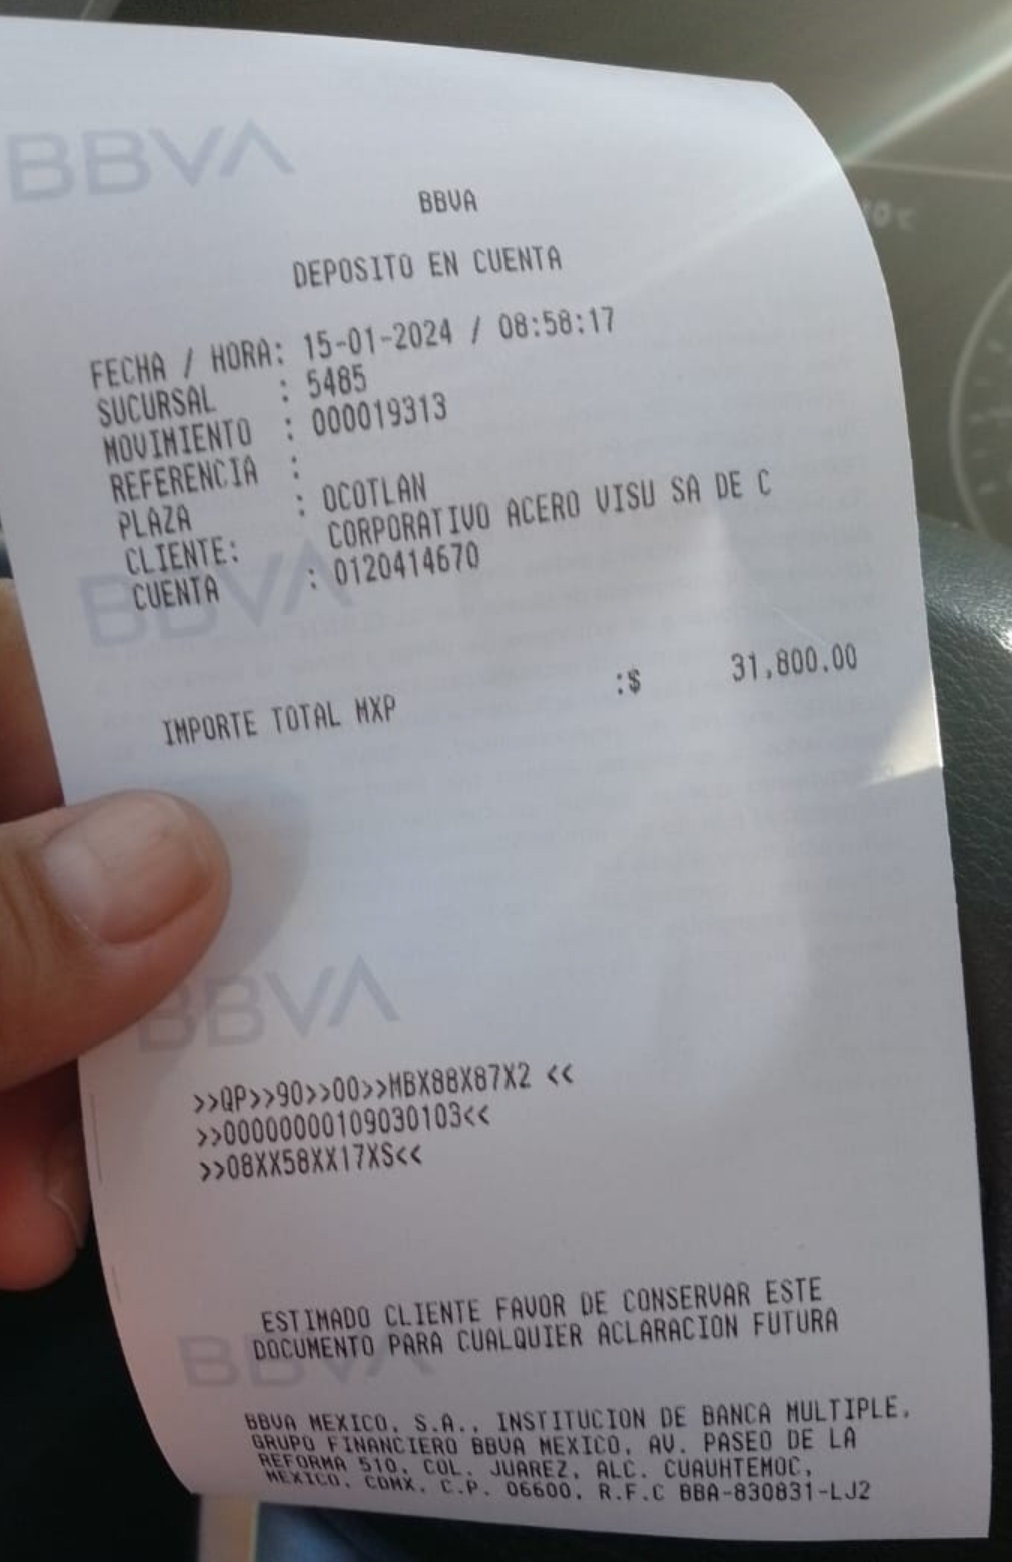 BBVA
BBVA
DEPOSITO EN CUENTA
FECHA / HORA: 15-01-2024 / 08:58:17
SUCURSAL : 5485
MOVIMIENTO : 000019313
REFERENCIA :
PLAZA : OCOTLAN
CLIENTE: CORPORATIVO ACERO VISU SA DE C
CUENTA : 0120414670
BBVA
IMPORTE TOTAL MXP :$ 31,800.00
BBVA
>>QP>>90>>00>>MBX88X87X2 <<
>>00000000109030103<<
>>08XX58XX17XS<<
ESTIMADO CLIENTE FAVOR DE CONSERVAR ESTE
DOCUMENTO PARA CUALQUIER ACLARACION FUTURA
BBVA
BBVA MEXICO, S.A., INSTITUCION DE BANCA MULTIPLE,
GRUPO FINANCIERO BBVA MEXICO, AV. PASEO DE LA
REFORMA 510, COL. JUAREZ, ALC. CUAUHTEMOC,
MEXICO, CDMX, C.P. 06600, R.F.C BBA-830831-LJ2